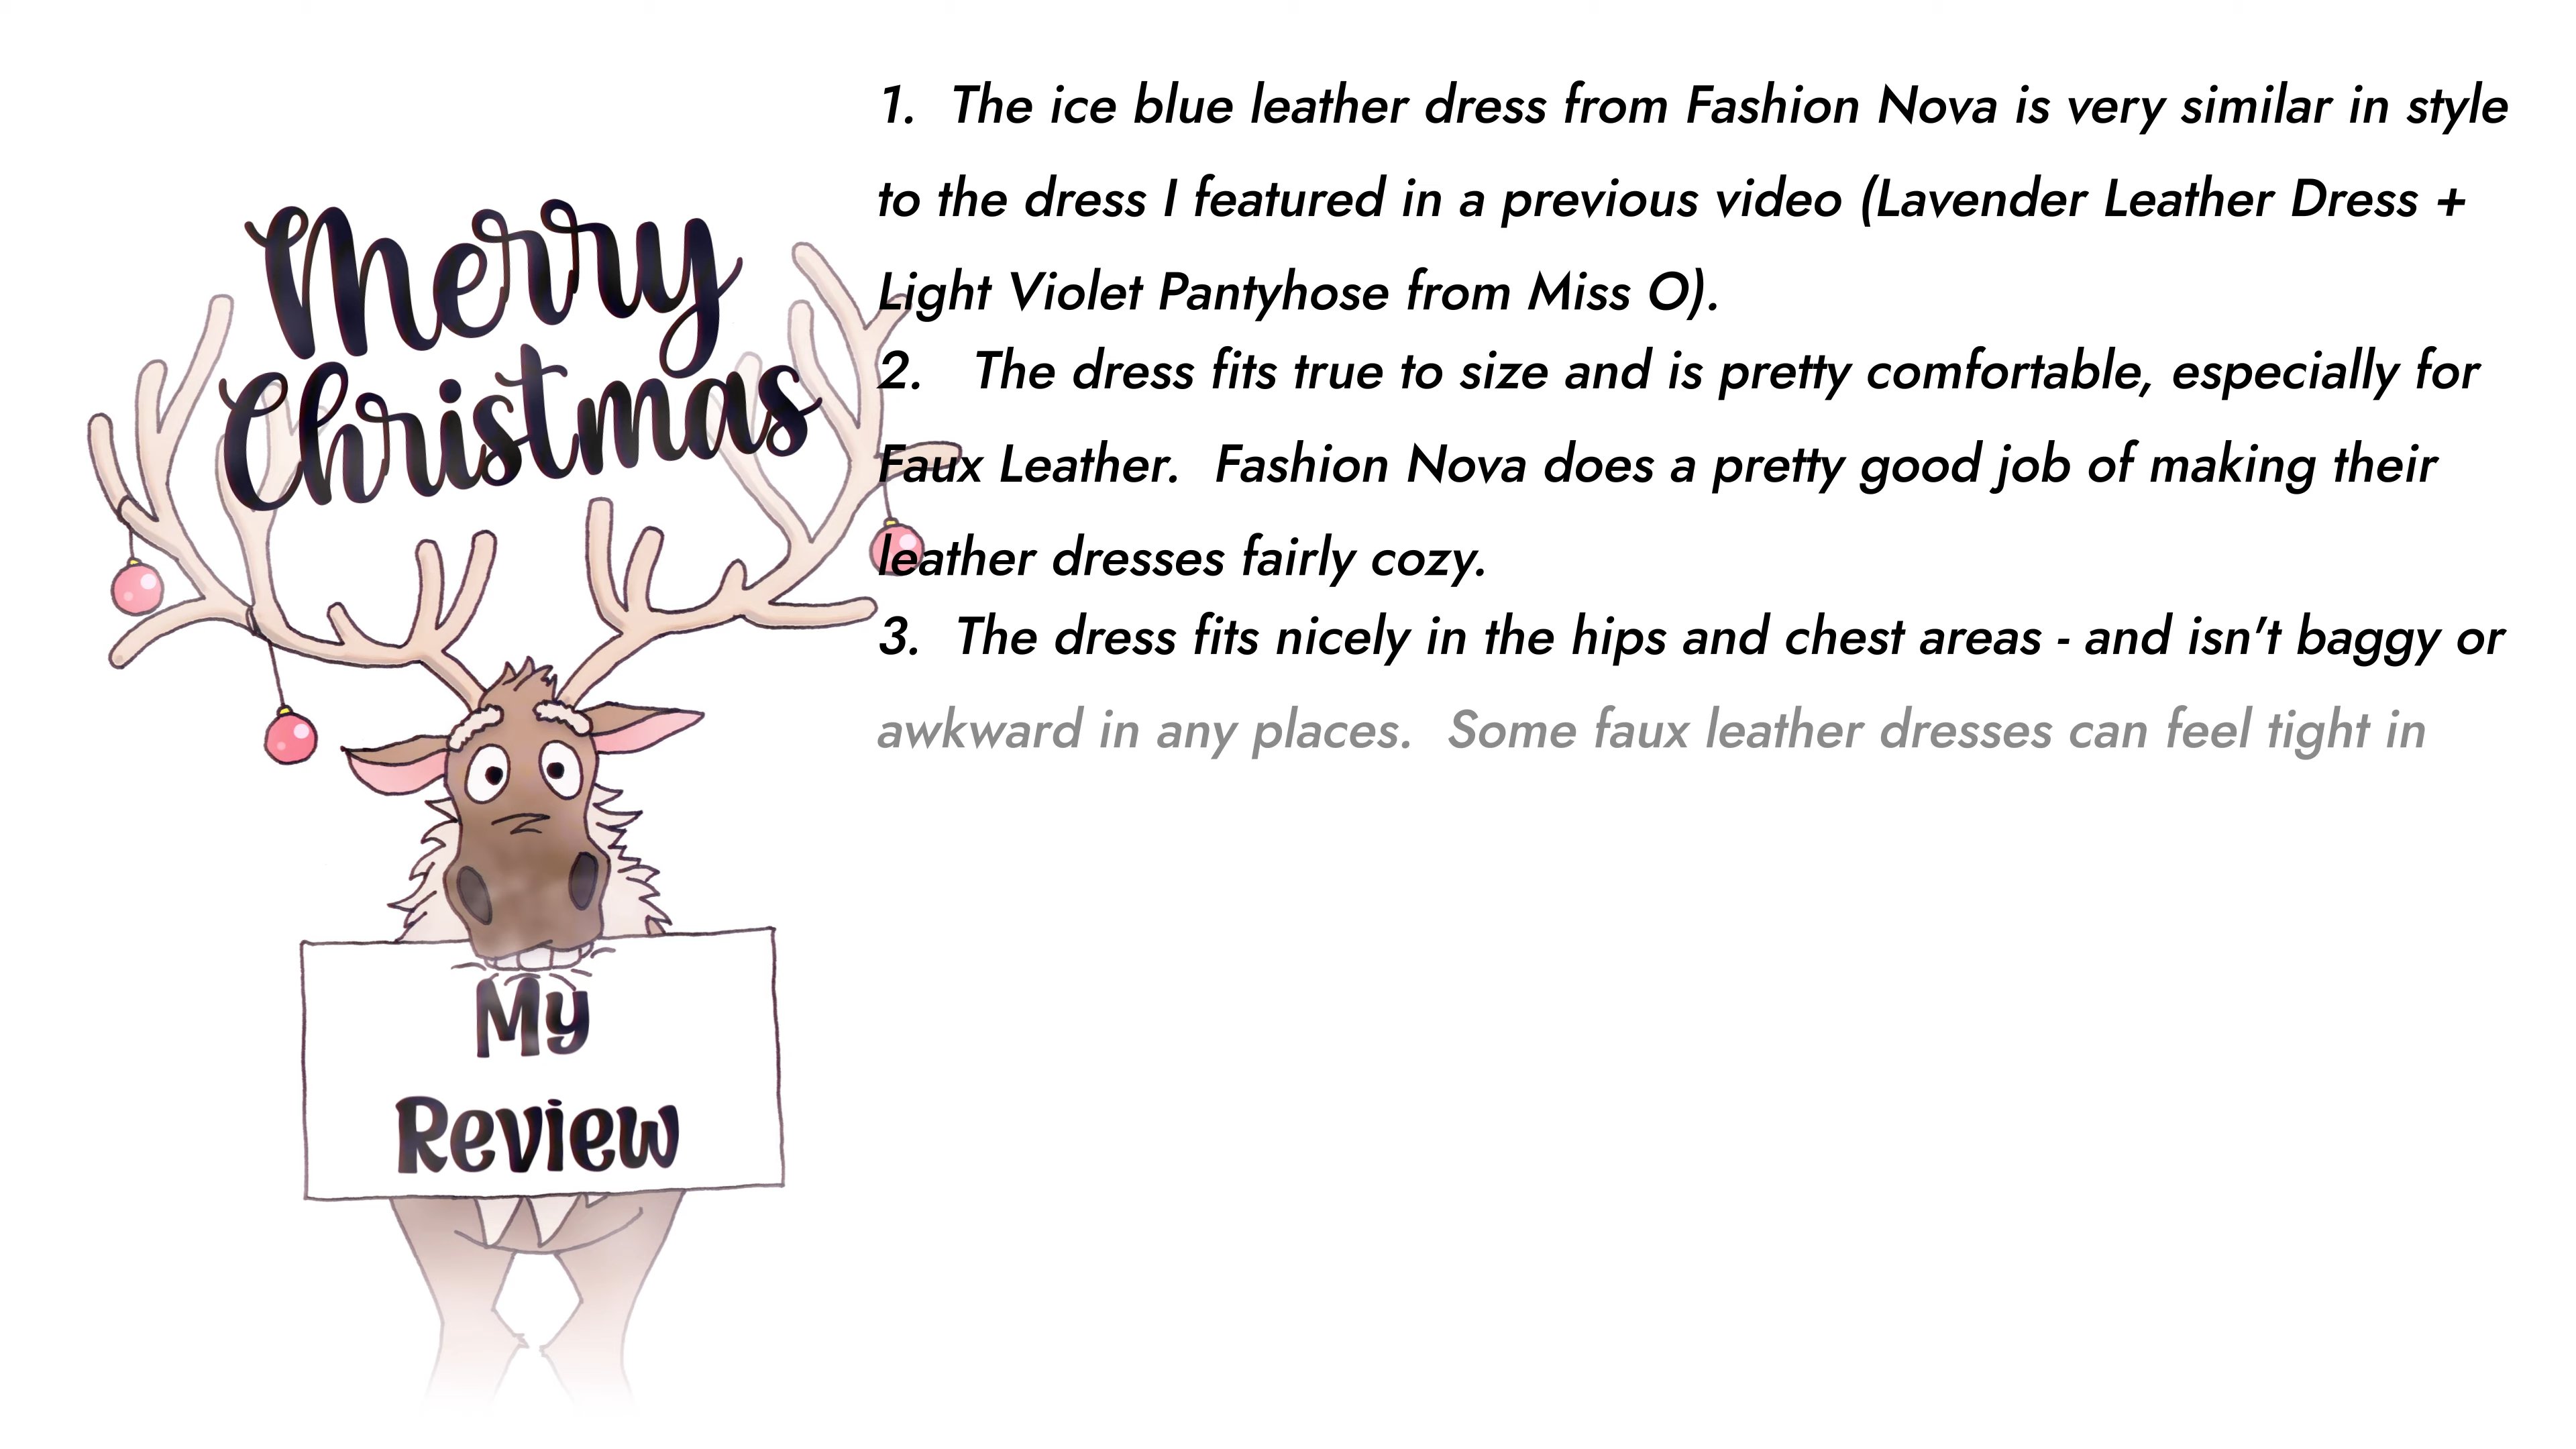 Merry
Christmas
My
Review
1.  The ice blue leather dress from Fashion Nova is very similar in style
to the dress I featured in a previous video (Lavender Leather Dress +
Light Violet Pantyhose from Miss O).
2.   The dress fits true to size and is pretty comfortable, especially for
Faux Leather.  Fashion Nova does a pretty good job of making their
leather dresses fairly cozy.
3.  The dress fits nicely in the hips and chest areas - and isn't baggy or
awkward in any places.  Some faux leather dresses can feel tight in